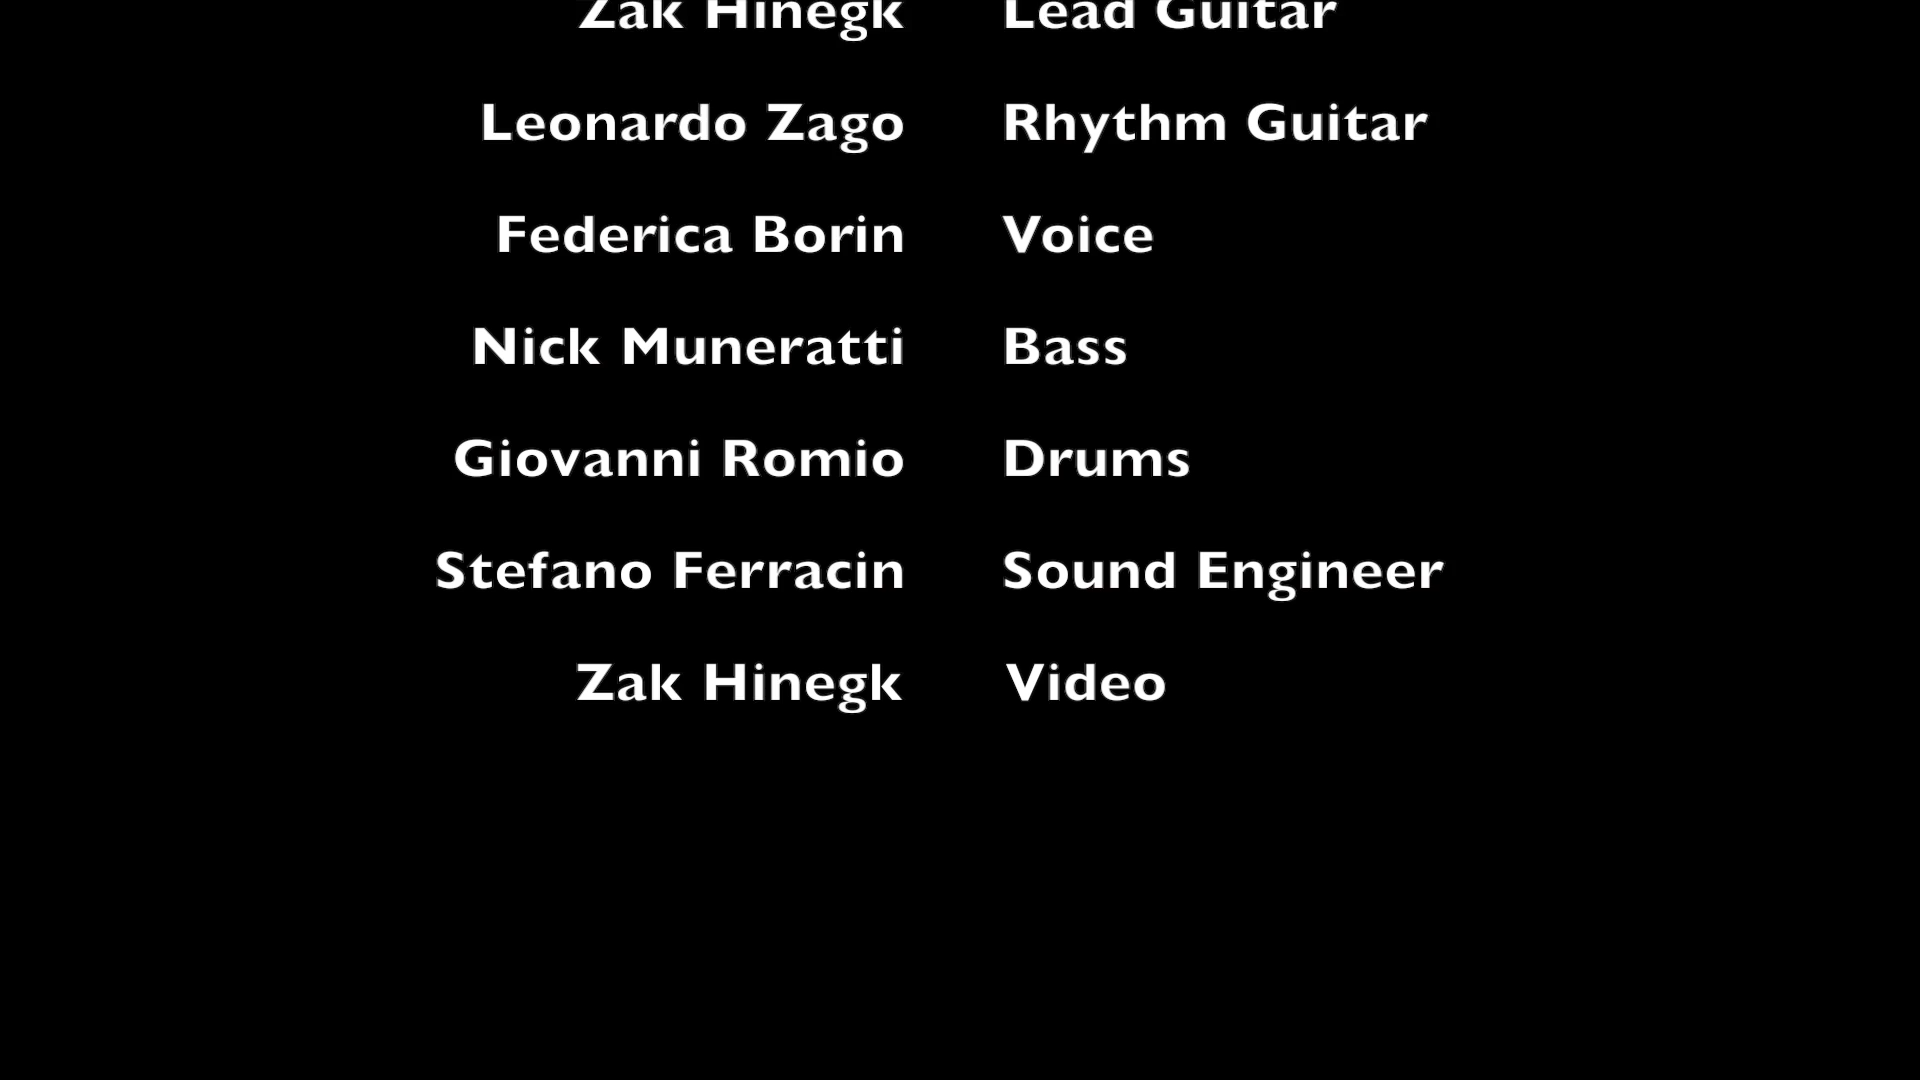 Zak Hinegk Lead Guitar
Leonardo Zago Rhythm Guitar
Federica Borin Voice
Nick Muneratti Bass
Giovanni Romio Drums
Stefano Ferracin Sound Engineer
Zak Hinegk Video